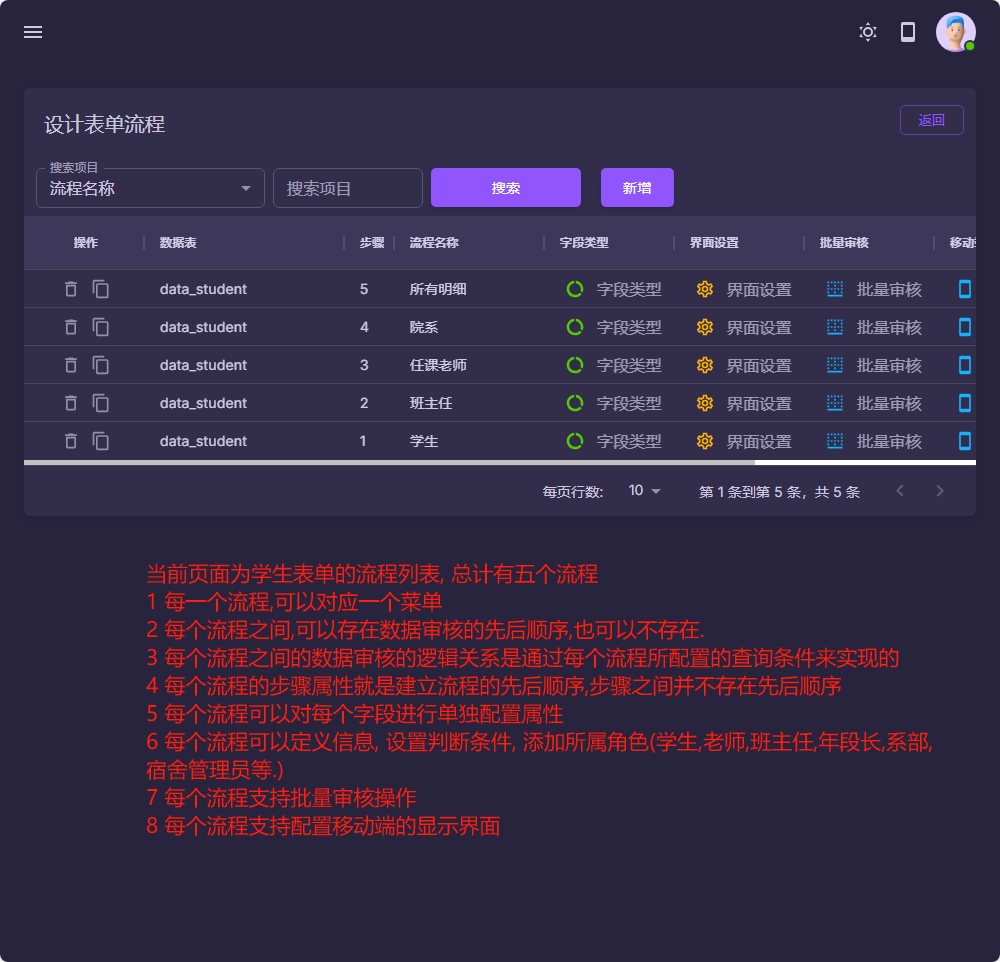 设计表单流程
返回
搜索项目
流程名称
搜索项目
搜索
新增
操作 数据表 步骤 流程名称 字段类型 界面设置 批量审核 移动
data_student 5 所有明细 字段类型 界面设置 批量审核
data_student 4 院系 字段类型 界面设置 批量审核
data_student 3 任课老师 字段类型 界面设置 批量审核
data_student 2 班主任 字段类型 界面设置 批量审核
data_student 1 学生 字段类型 界面设置 批量审核
每页行数: 10 第 1 条到第 5 条，共 5 条
当前页面为学生表单的流程列表, 总计有五个流程
1 每一个流程,可以对应一个菜单
2 每个流程之间,可以存在数据审核的先后顺序,也可以不存在.
3 每个流程之间的数据审核的逻辑关系是通过每个流程所配置的查询条件来实现的
4 每个流程的步骤属性就是建立流程的先后顺序,步骤之间并不存在先后顺序
5 每个流程可以对每个字段进行单独配置属性
6 每个流程可以定义信息, 设置判断条件, 添加所属角色(学生,老师,班主任,年段长,系部,
宿舍管理员等.)
7 每个流程支持批量审核操作
8 每个流程支持配置移动端的显示界面